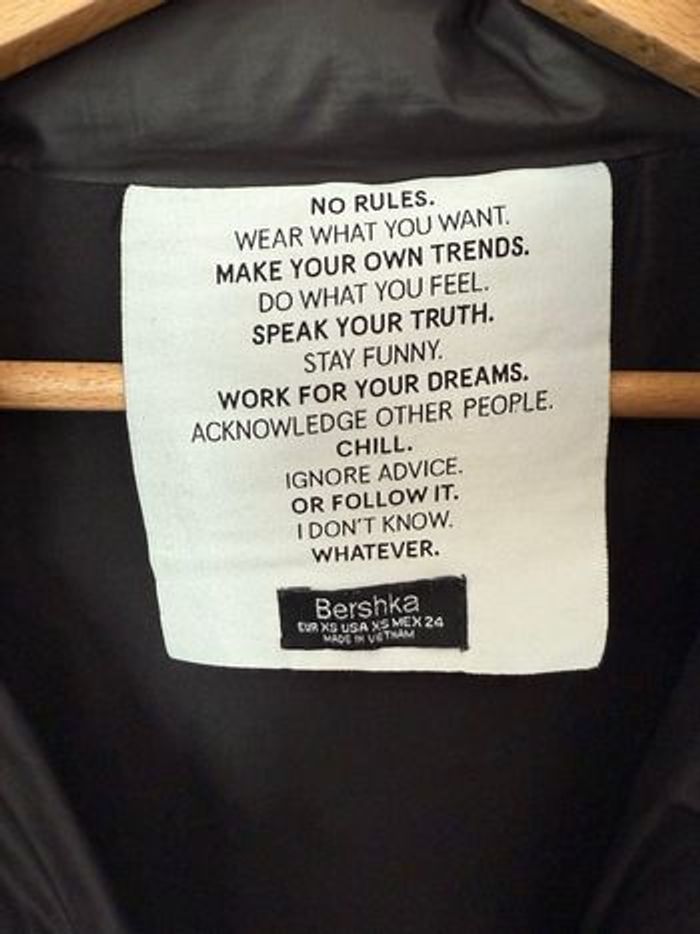 NO RULES.
WEAR WHAT YOU WANT.
MAKE YOUR OWN TRENDS.
DO WHAT YOU FEEL.
SPEAK YOUR TRUTH.
STAY FUNNY.
WORK FOR YOUR DREAMS.
ACKNOWLEDGE OTHER PEOPLE.
CHILL.
IGNORE ADVICE.
OR FOLLOW IT.
I DON'T KNOW.
WHATEVER.
Bershka
EUR XS USA XS MEX 24
MADE IN VIETNAM